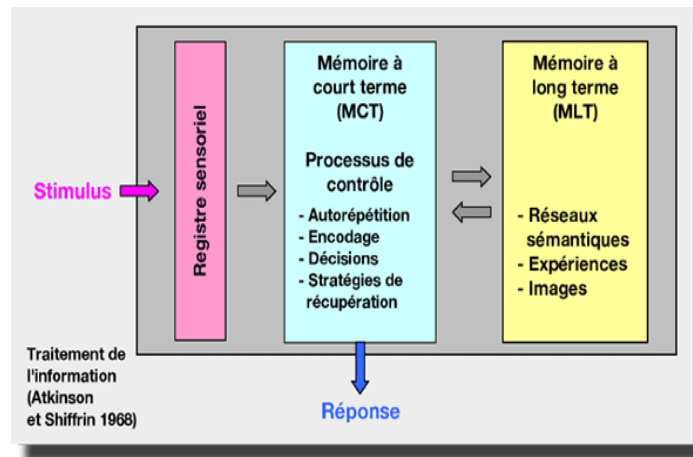 Stimulus
Registre sensoriel
Mémoire à
court terme
(MCT)
Processus de
contrôle
- Autorépétition
- Encodage
- Décisions
- Stratégies de
récupération
Mémoire à
long terme
(MLT)
- Réseaux
sémantiques
- Expériences
- Images
Traitement de
l'information
(Atkinson
et Shiffrin 1968)
Réponse